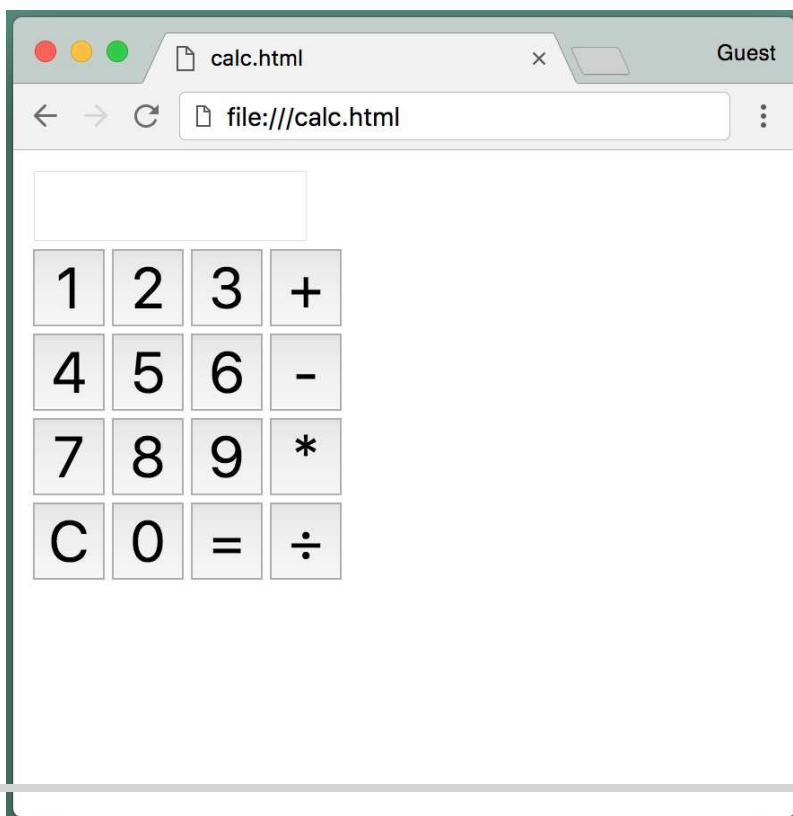 calc.html × Guest
file:///calc.html
1 2 3 +
4 5 6 -
7 8 9 *
C 0 = ÷